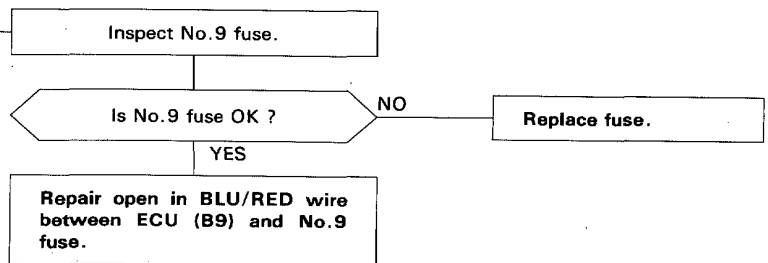 Inspect No.9 fuse.
Is No.9 fuse OK ?
NO
Replace fuse.
YES
Repair open in BLU/RED wire
between ECU (B9) and No.9
fuse.